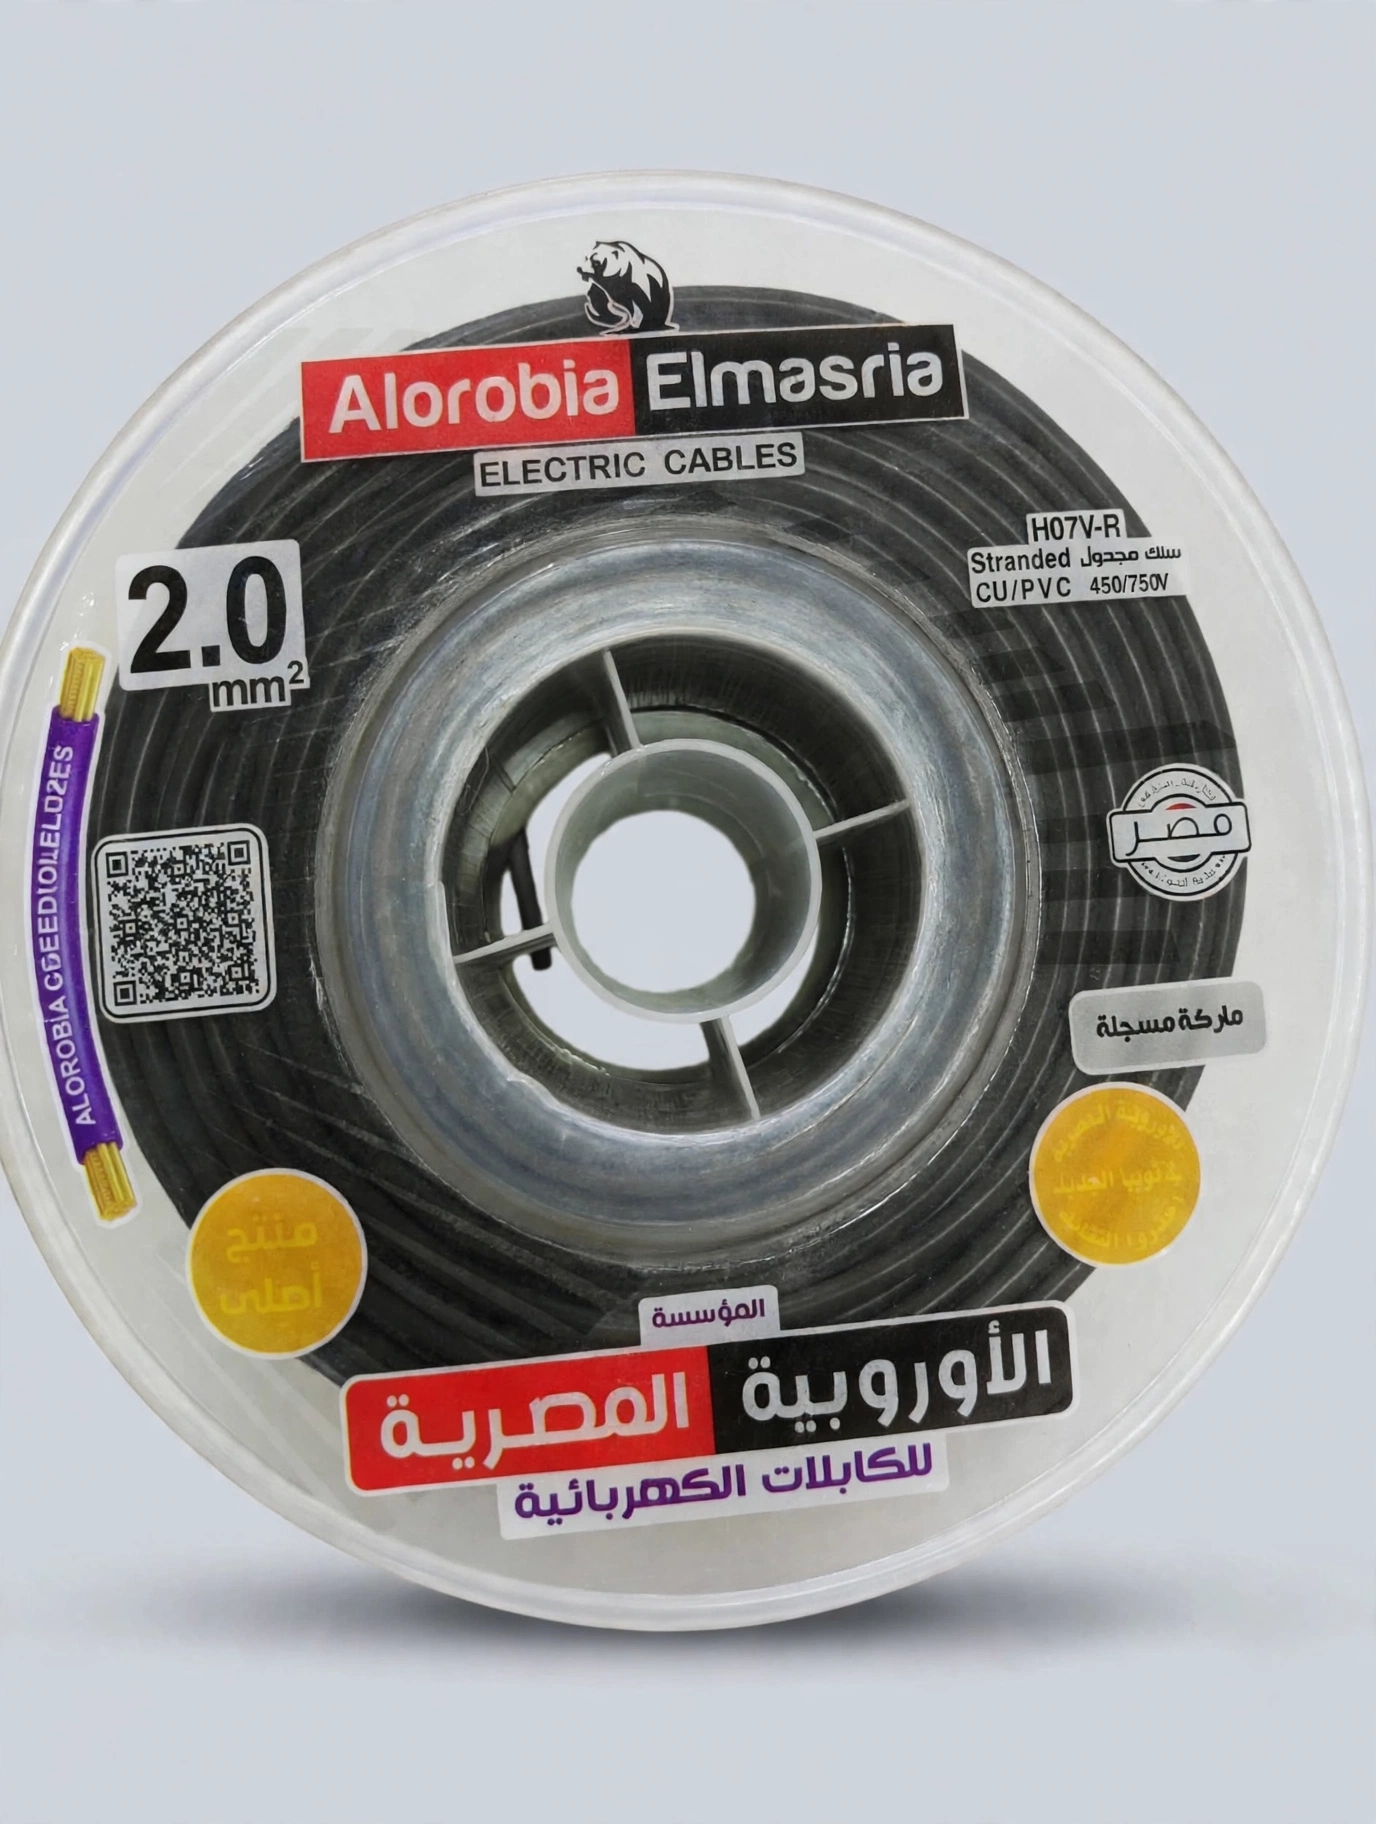 Alorobia Elmasria
ELECTRIC CABLES
H07V-R
Stranded سلك مجدول
CU/PVC 450/750V
2.0
mm²
ALOROBIA
مصر
ماركة مسجلة
منتج
أصلى
المؤسسة
الأوروبية المصرية
للكابلات الكهربائية